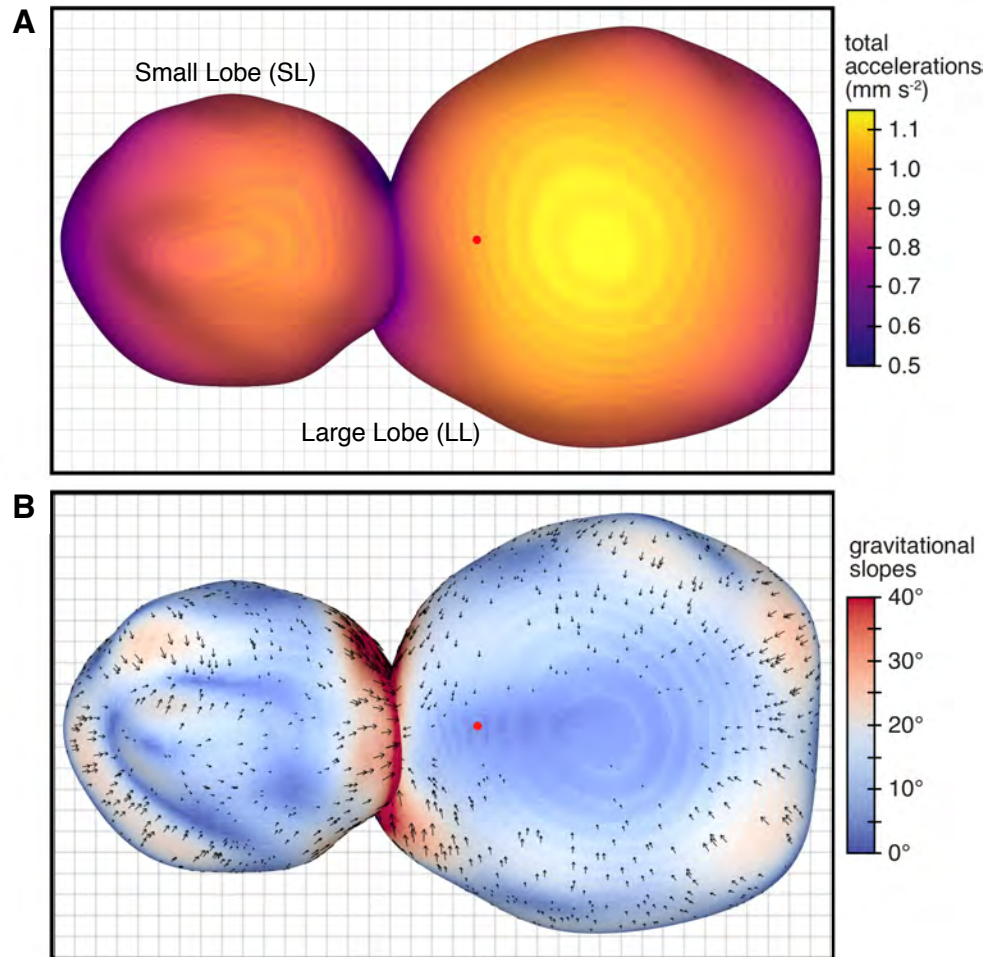 A
Small Lobe (SL)
Large Lobe (LL)
total
accelerations
(mm s⁻²)
1.1
1.0
0.9
0.8
0.7
0.6
0.5
B
gravitational
slopes
40°
30°
20°
10°
0°